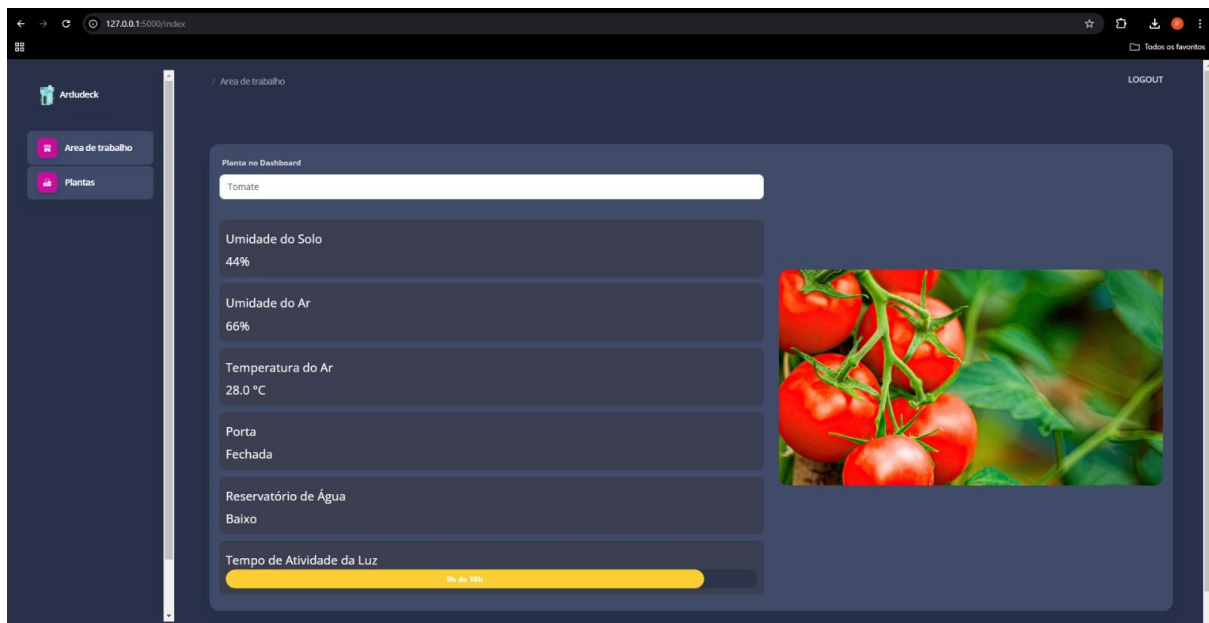 127.0.0.1:5000/index
Todos os favoritos
Ardudeck
/ Area de trabalho
LOGOUT
Area de trabalho
Plantas
Planta no Dashboard
Tomate
Umidade do Solo
44%
Umidade do Ar
66%
Temperatura do Ar
28.0 °C
Porta
Fechada
Reservatório de Água
Baixo
Tempo de Atividade da Luz
9h de 10h